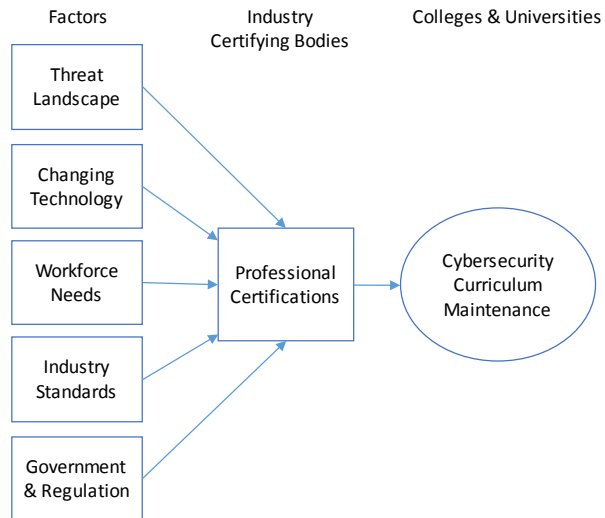 Factors
Industry
Certifying Bodies
Colleges & Universities
Threat
Landscape
Changing
Technology
Workforce
Needs
Industry
Standards
Government
& Regulation
Professional
Certifications
Cybersecurity
Curriculum
Maintenance